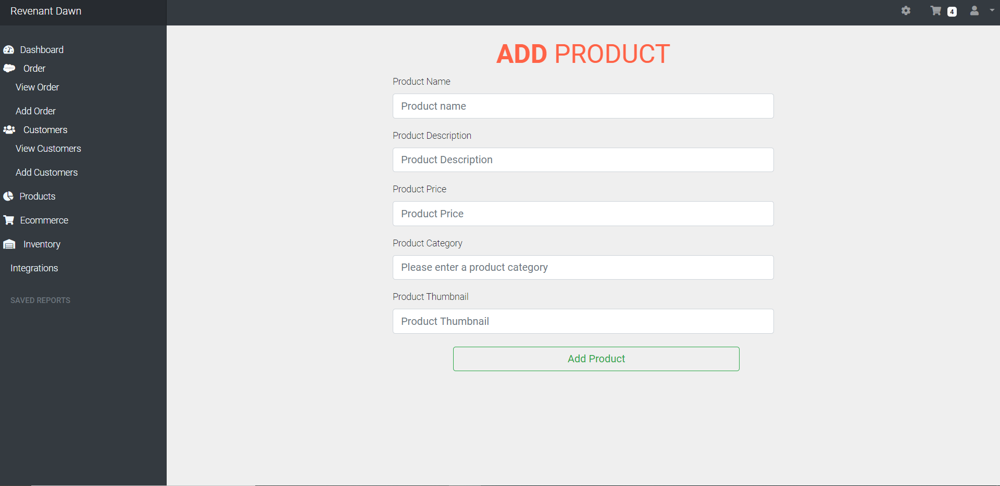 Revenant Dawn
4
Dashboard
Order
View Order
Add Order
Customers
View Customers
Add Customers
Products
Ecommerce
Inventory
Integrations
SAVED REPORTS
ADD PRODUCT
Product Name
Product name
Product Description
Product Description
Product Price
Product Price
Product Category
Please enter a product category
Product Thumbnail
Product Thumbnail
Add Product